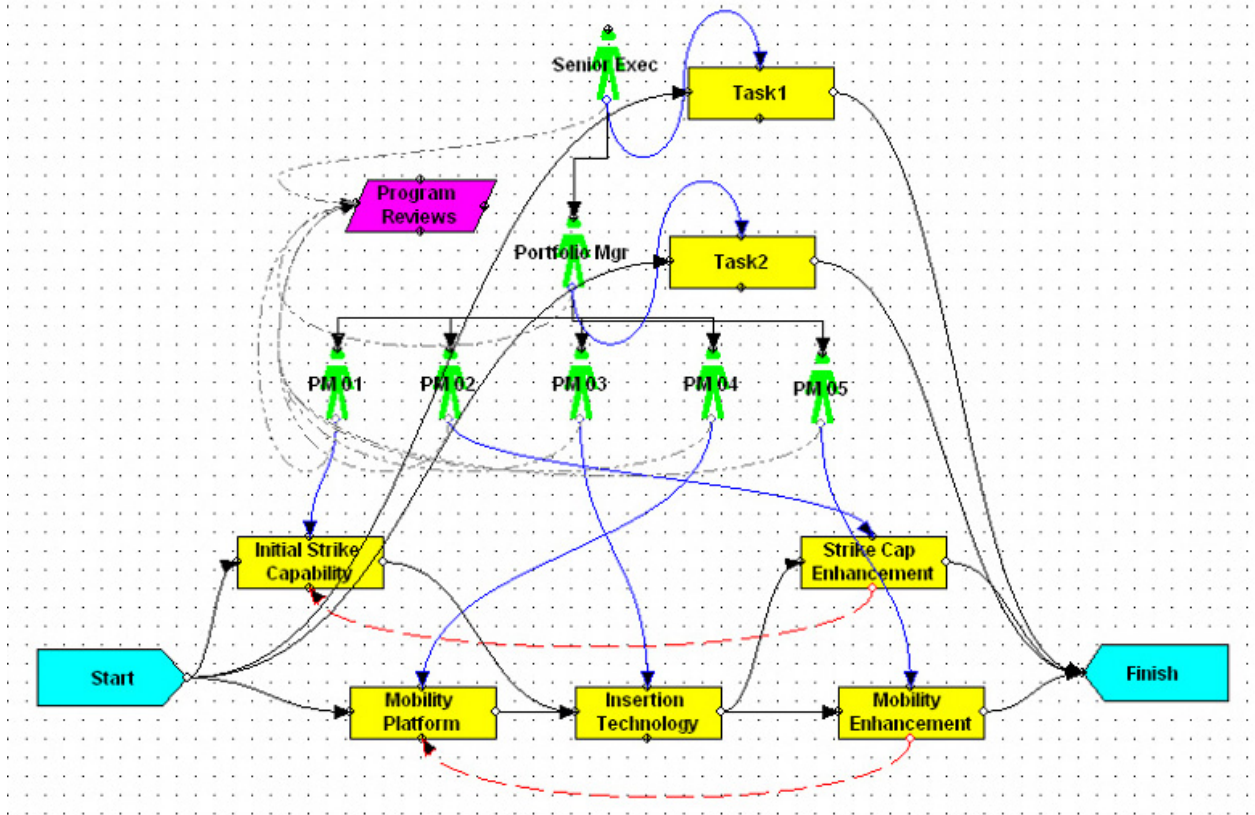 Senior Exec
Task1
Program
Reviews
Portfolio Mgr
Task2
PM 01
PM 02
PM 03
PM 04
PM 05
Initial Strike
Capability
Strike Cap
Enhancement
Start
Mobility
Platform
Insertion
Technology
Mobility
Enhancement
Finish